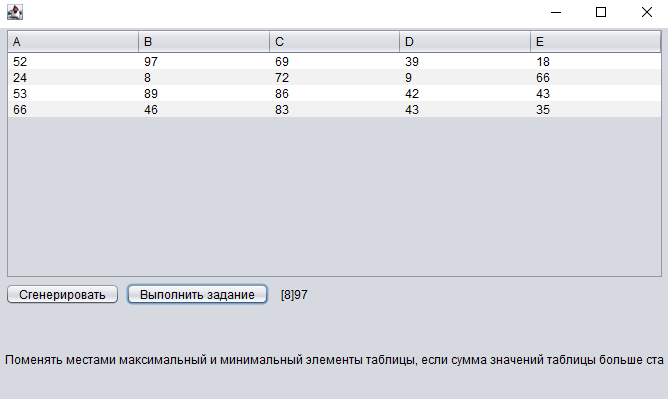 A B C D E
52 97 69 39 18
24 8 72 9 66
53 89 86 42 43
66 46 83 43 35
Сгенерировать Выполнить задание [8]97
Поменять местами максимальный и минимальный элементы таблицы, если сумма значений таблицы больше ста